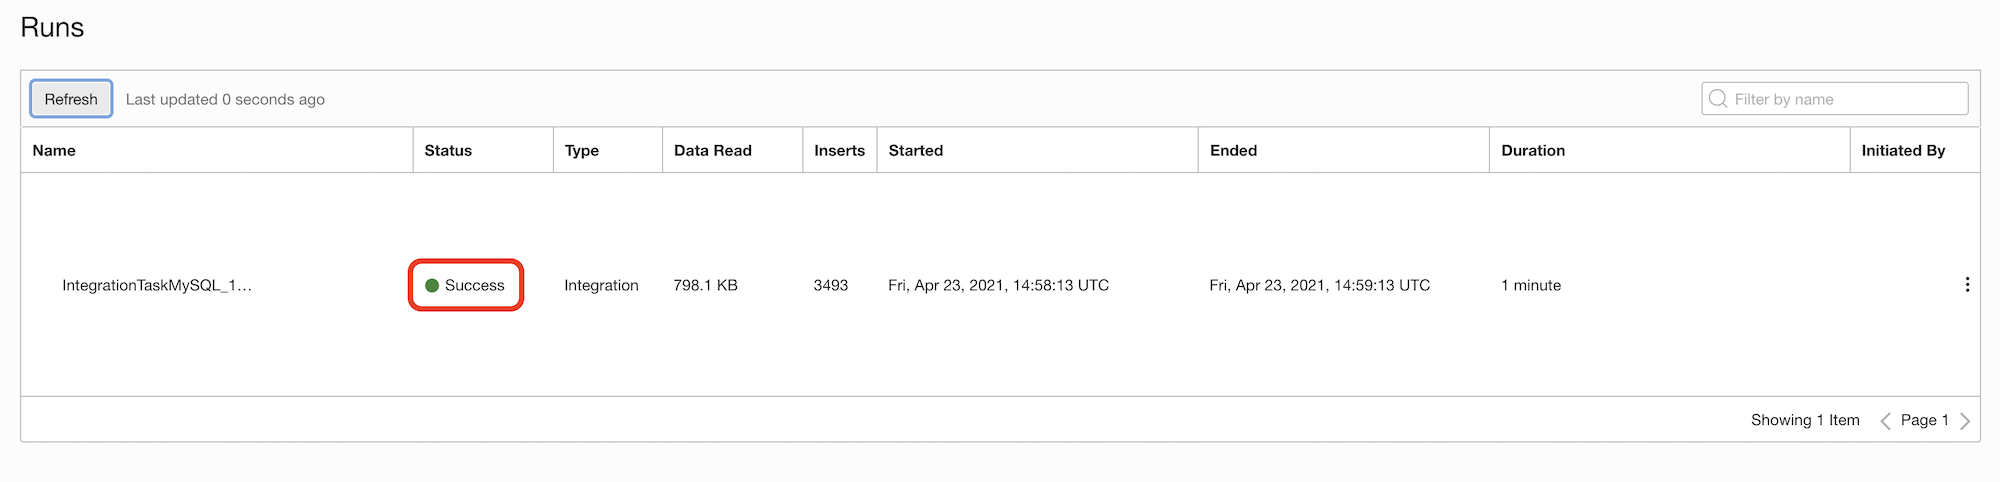 Runs
Refresh Last updated 0 seconds ago Filter by name
Name Status Type Data Read Inserts Started Ended Duration Initiated By
IntegrationTaskMySQL_1... Success Integration 798.1 KB 3493 Fri, Apr 23, 2021, 14:58:13 UTC Fri, Apr 23, 2021, 14:59:13 UTC 1 minute
Showing 1 Item Page 1